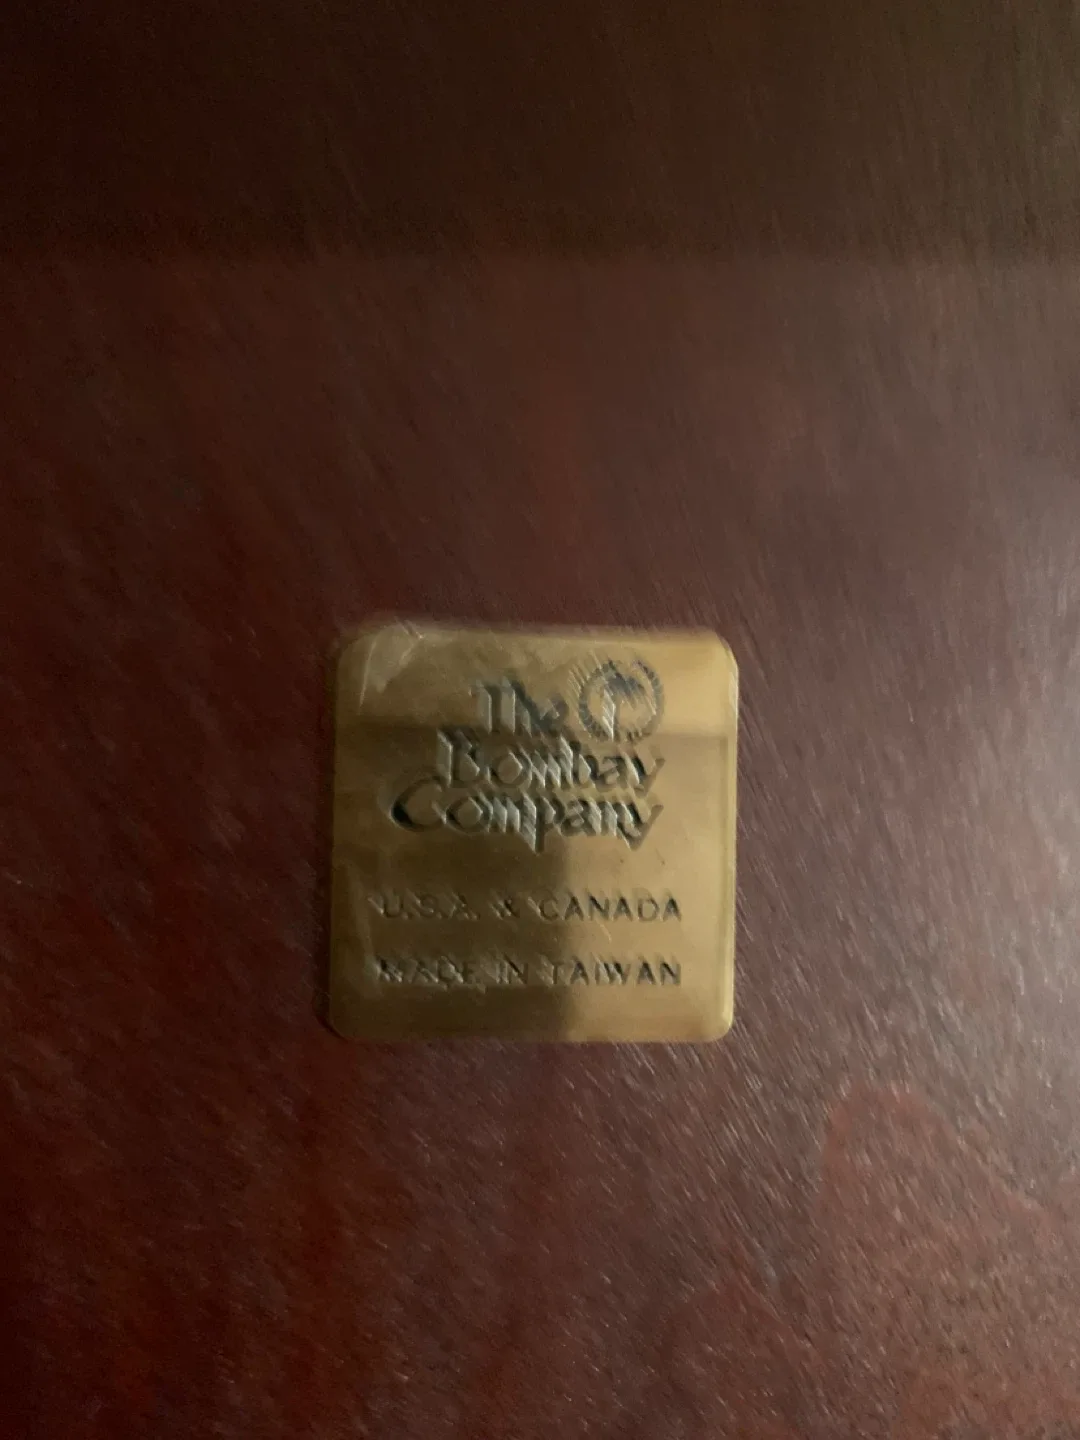 The
Bombay
Company
U.S.A. & CANADA
MADE IN TAIWAN